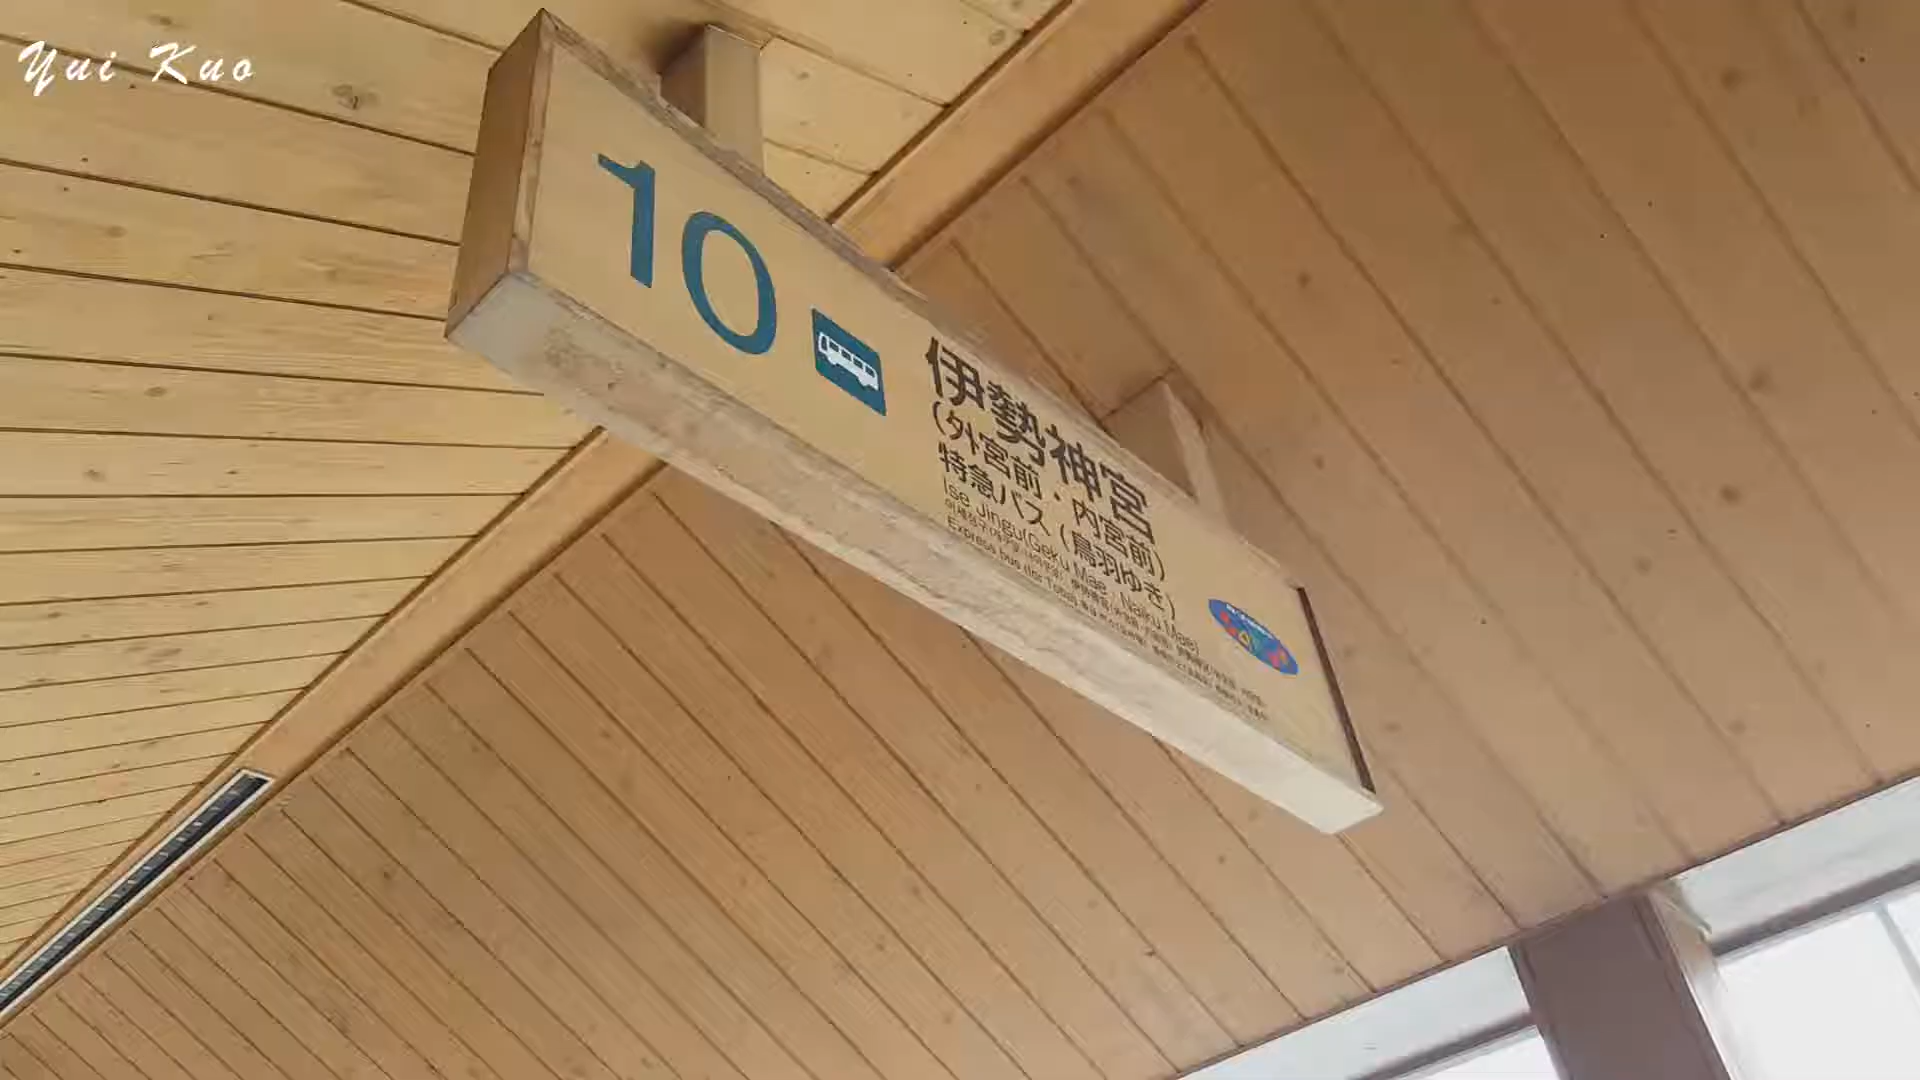 Yui Kuo
10
伊勢神宮
(外宮前・内宮前)
特急バス(鳥羽ゆき)
Ise Jingu(Geku Mae, Naiku Mae)
Express bus (for Toba)